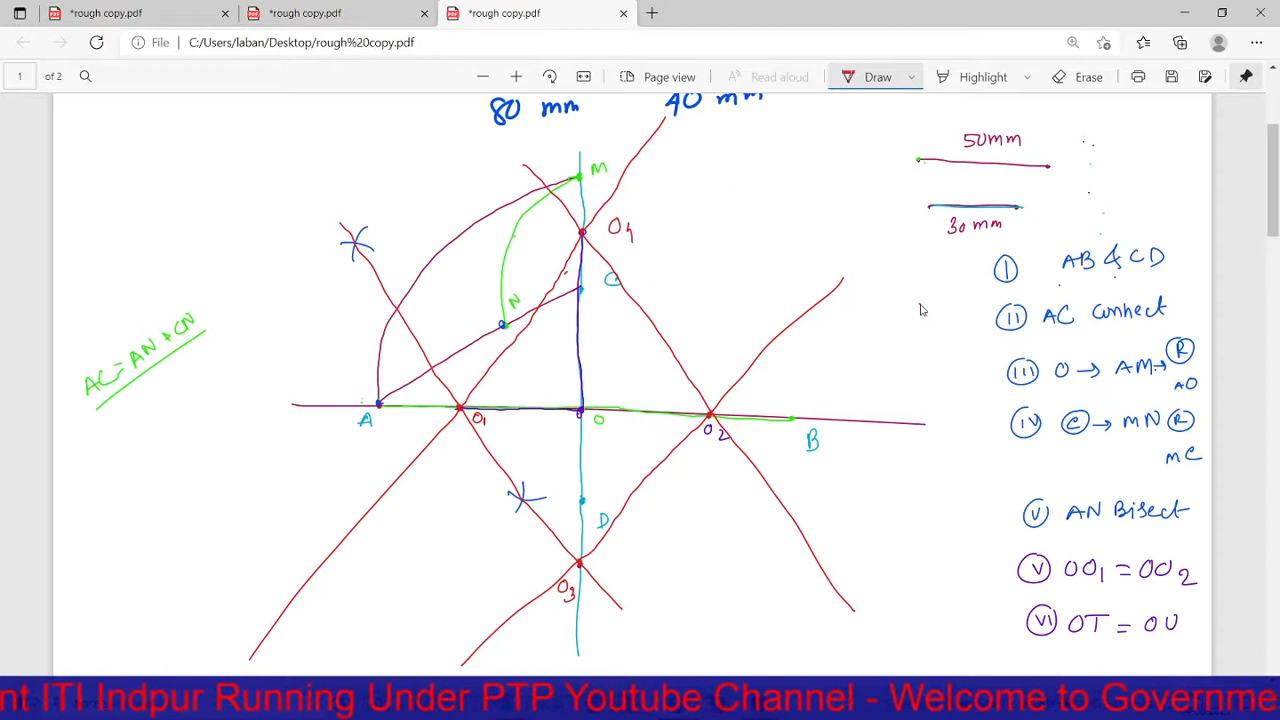 *rough copy.pdf
*rough copy.pdf
*rough copy.pdf
File
C:/Users/laban/Desktop/rough%20copy.pdf
1
of 2
Page view
Read aloud
Draw
Highlight
Erase
80 mm
40 mm
50mm
30mm
M
O4
C
N
AC = AN + CN
A
O1
O
O2
B
D
O3
I AB & CD
II AC connect
III O → AM → R
AO
IV C → MN R
MC
V AN Bisect
V OO1 = OO2
VI OT = OU
nt ITI Indpur Running Under PTP Youtube Channel - Welcome to Governme